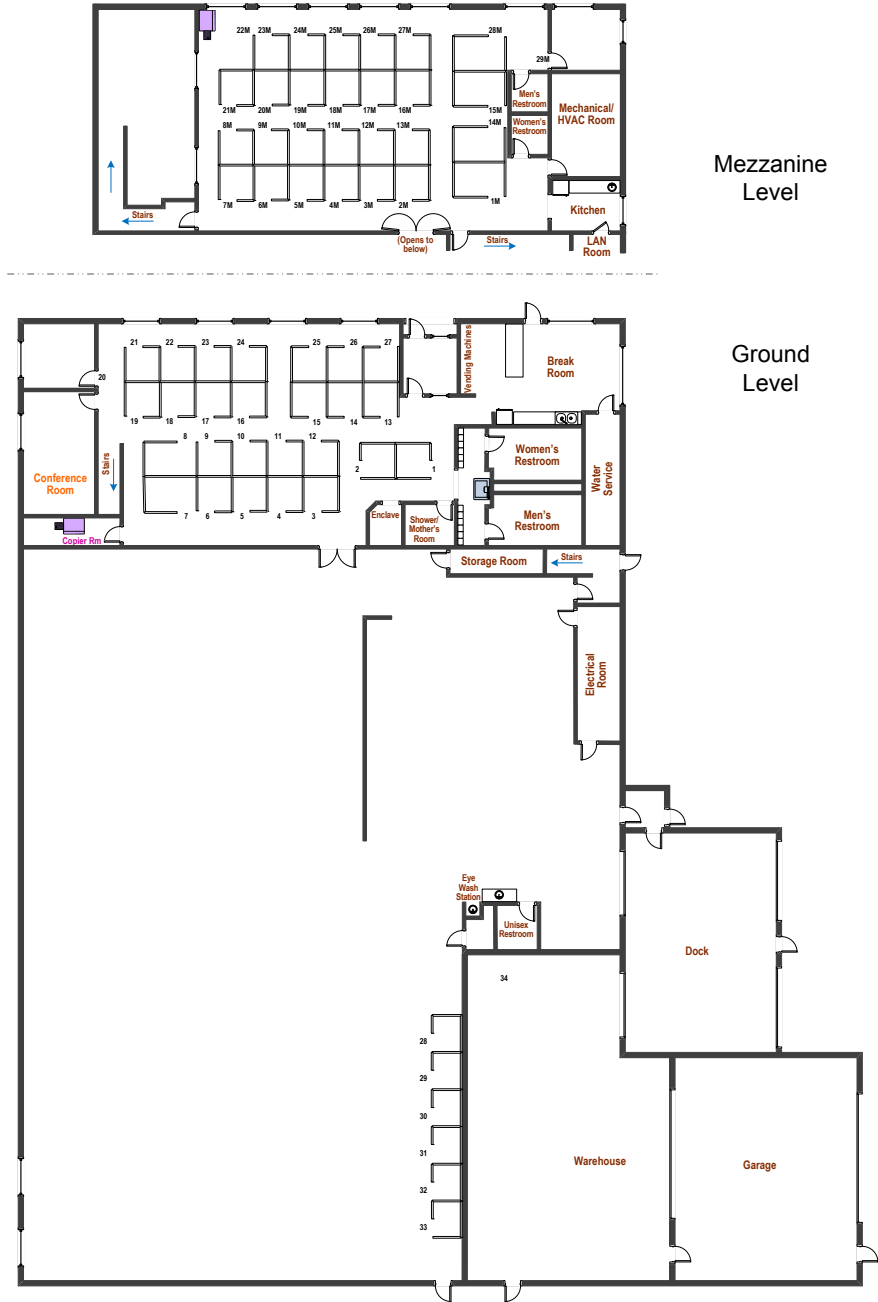 22M 23M 24M 25M 26M 27M 28M
29M
21M 20M 19M 18M 17M 16M 15M
Men's
Restroom
Mechanical/
HVAC Room
8M 9M 10M 11M 12M 13M 14M
Women's
Restroom
7M 6M 5M 4M 3M 2M 1M
Stairs
Kitchen
(Opens to
below)
Stairs
LAN
Room
Mezzanine
Level
21 22 23 24 25 26 27
20
19 18 17 16 15 14 13
Vending Machines
Break
Room
Ground
Level
8 9 10 11 12
2 1
7 6 5 4 3
Conference
Room
Stairs
Copier Rm
Enclave
Shower/
Mother's
Room
Women's
Restroom
Men's
Restroom
Water
Service
Storage Room
Stairs
Electrical
Room
Eye
Wash
Station
Unisex
Restroom
Dock
34
28
29
30
31
32
33
Warehouse
Garage